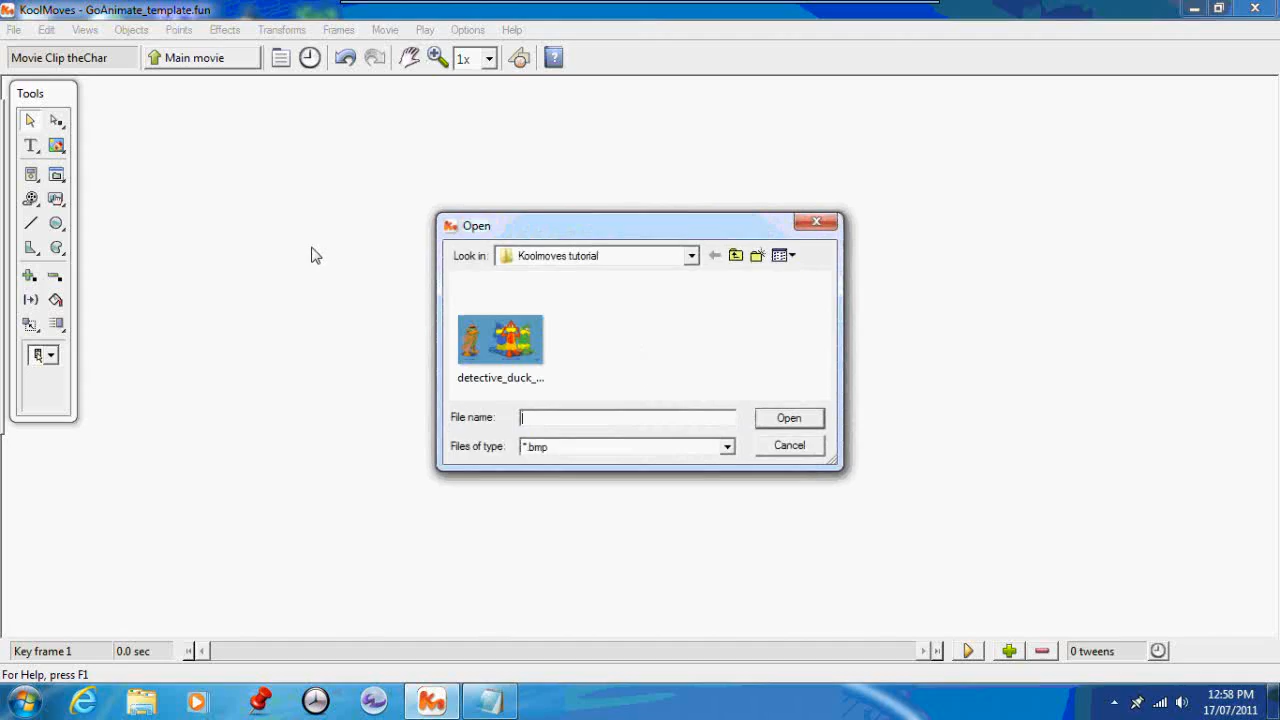 KoolMoves - GoAnimate_template.fun
File Edit Views Objects Points Effects Transforms Frames Movie Play Options Help
Movie Clip theChar Main movie 1x
Tools
Open
Look in: Koolmoves tutorial
detective_duck_...
File name: Open
Files of type: *.bmp Cancel
Key frame 1 0.0 sec 0 tweens
For Help, press F1
12:58 PM
17/07/2011